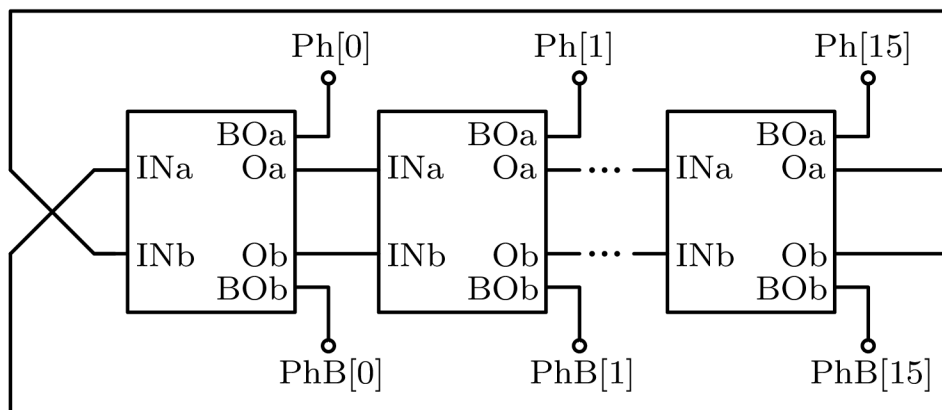 Ph[0] Ph[1] Ph[15]
BOa BOa BOa
INa Oa INa Oa ... INa Oa
INb Ob INb Ob ... INb Ob
BOb BOb BOb
PhB[0] PhB[1] PhB[15]